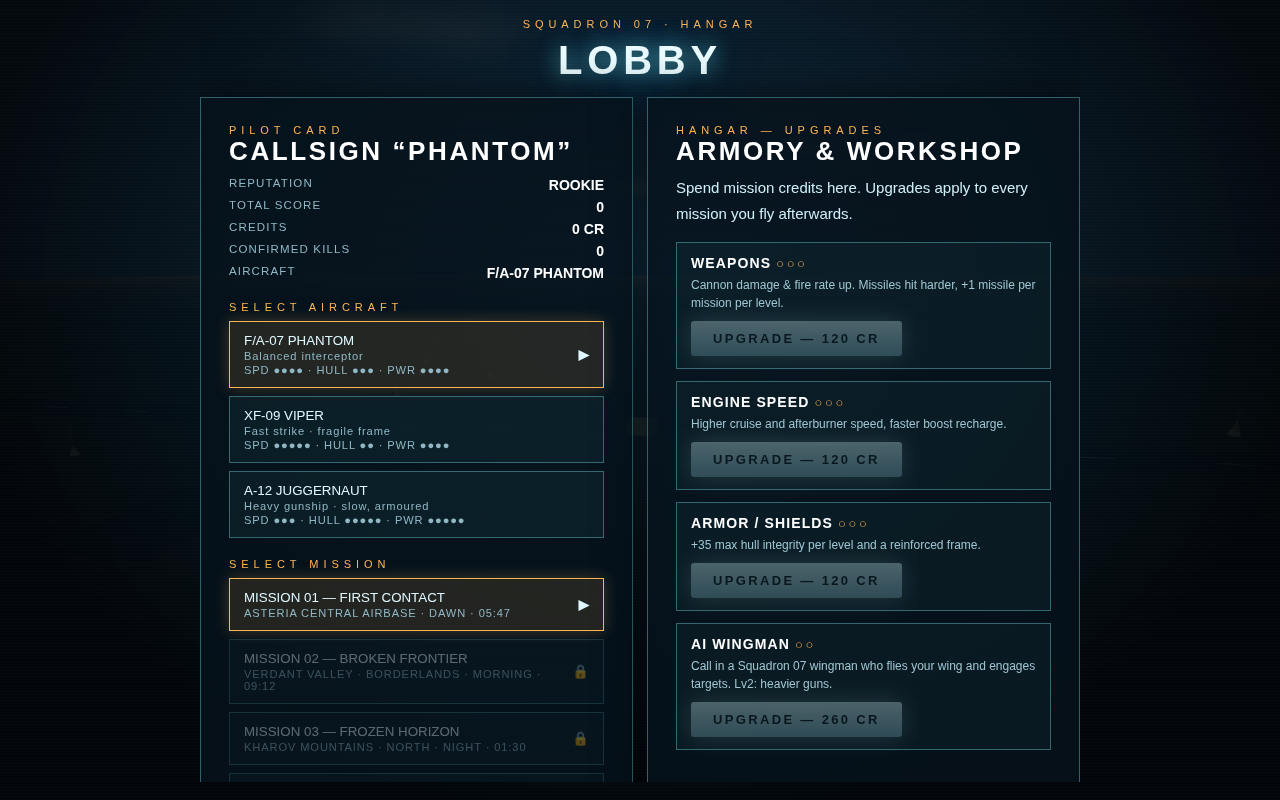 SQUADRON 07 · HANGAR
LOBBY
PILOT CARD
CALLSIGN “PHANTOM”
REPUTATION ROOKIE
TOTAL SCORE 0
CREDITS 0 CR
CONFIRMED KILLS 0
AIRCRAFT F/A-07 PHANTOM
SELECT AIRCRAFT
F/A-07 PHANTOM
Balanced interceptor
SPD ●●●● · HULL ●●● · PWR ●●●●
▶
XF-09 VIPER
Fast strike · fragile frame
SPD ●●●●● · HULL ●● · PWR ●●●●
A-12 JUGGERNAUT
Heavy gunship · slow, armoured
SPD ●●● · HULL ●●●●● · PWR ●●●●●
SELECT MISSION
MISSION 01 — FIRST CONTACT
ASTERIA CENTRAL AIRBASE · DAWN · 05:47
▶
MISSION 02 — BROKEN FRONTIER
VERDANT VALLEY · BORDERLANDS · MORNING ·
09:12
🔒
MISSION 03 — FROZEN HORIZON
KHAROV MOUNTAINS · NORTH · NIGHT · 01:30
🔒
HANGAR — UPGRADES
ARMORY & WORKSHOP
Spend mission credits here. Upgrades apply to every
mission you fly afterwards.
WEAPONS ○○○
Cannon damage & fire rate up. Missiles hit harder, +1 missile per
mission per level.
UPGRADE — 120 CR
ENGINE SPEED ○○○
Higher cruise and afterburner speed, faster boost recharge.
UPGRADE — 120 CR
ARMOR / SHIELDS ○○○
+35 max hull integrity per level and a reinforced frame.
UPGRADE — 120 CR
AI WINGMAN ○○
Call in a Squadron 07 wingman who flies your wing and engages
targets. Lv2: heavier guns.
UPGRADE — 260 CR